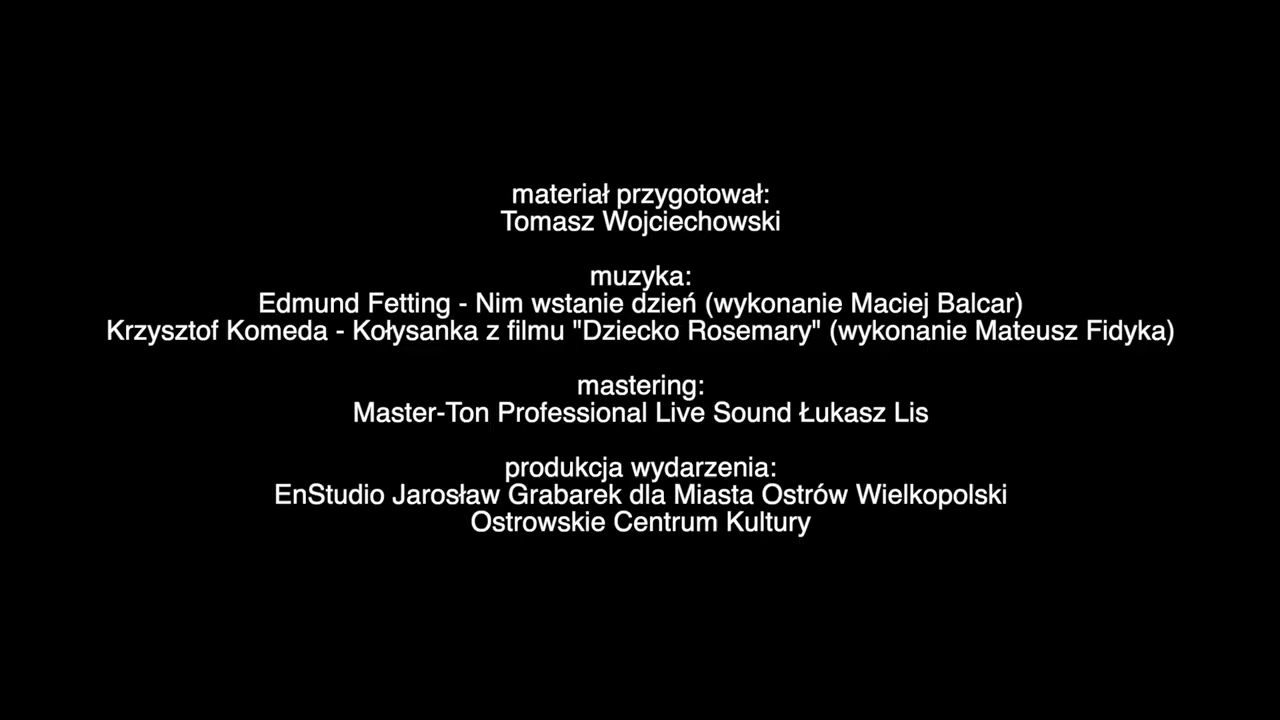 materiał przygotował:
Tomasz Wojciechowski
muzyka:
Edmund Fetting - Nim wstanie dzień (wykonanie Maciej Balcar)
Krzysztof Komeda - Kołysanka z filmu "Dziecko Rosemary" (wykonanie Mateusz Fidyka)
mastering:
Master-Ton Professional Live Sound Łukasz Lis
produkcja wydarzenia:
EnStudio Jarosław Grabarek dla Miasta Ostrów Wielkopolski
Ostrowskie Centrum Kultury